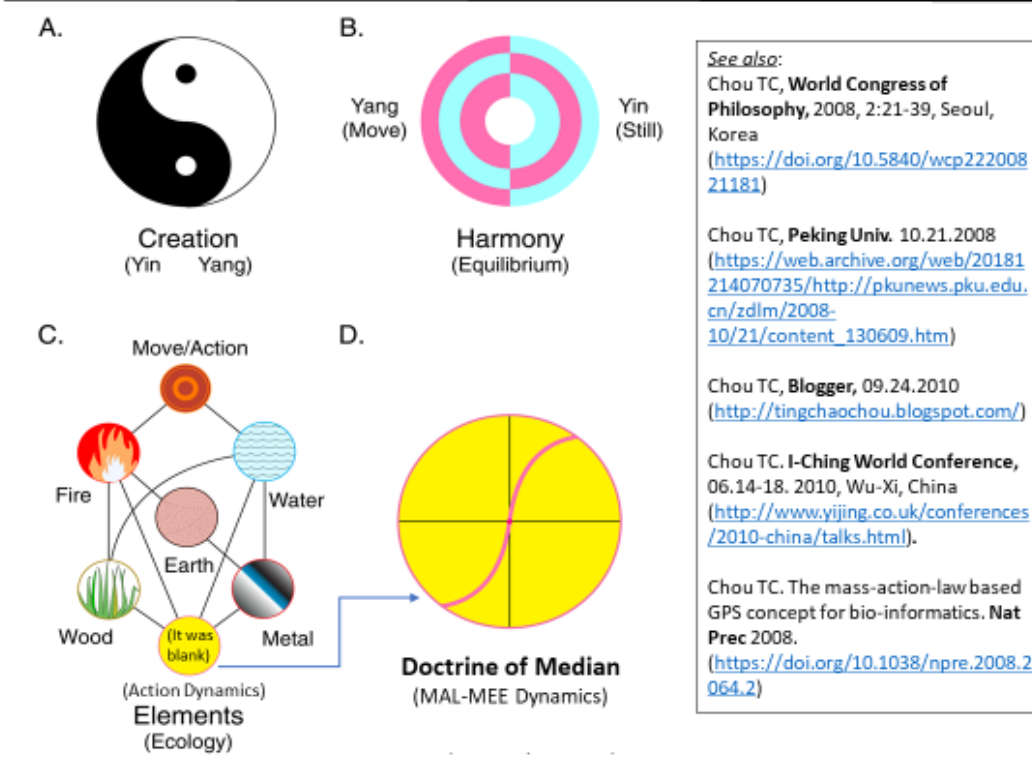 A.
Creation
(Yin Yang)
B.
Yang
(Move)
Yin
(Still)
Harmony
(Equilibrium)
C.
Move/Action
Fire
Water
Earth
Wood
Metal
(It was
blank)
(Action Dynamics)
Elements
(Ecology)
D.
Doctrine of Median
(MAL-MEE Dynamics)
See also:
Chou TC, World Congress of
Philosophy, 2008, 2:21-39, Seoul,
Korea
(https://doi.org/10.5840/wcp222008
21181)
Chou TC, Peking Univ. 10.21.2008
(https://web.archive.org/web/20181
214070735/http://pkunews.pku.edu.
cn/zdlm/2008-
10/21/content_130609.htm)
Chou TC, Blogger, 09.24.2010
(http://tingchaochou.blogspot.com/)
Chou TC. I-Ching World Conference,
06.14-18. 2010, Wu-Xi, China
(http://www.yijing.co.uk/conferences
/2010-china/talks.html).
Chou TC. The mass-action-law based
GPS concept for bio-informatics. Nat
Prec 2008.
(https://doi.org/10.1038/npre.2008.2
064.2)